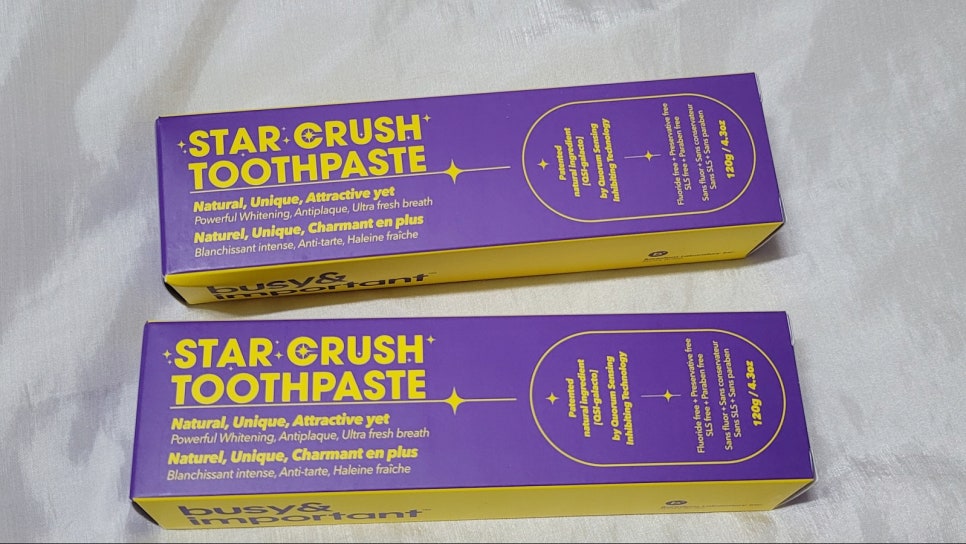 STAR CRUSH
TOOTHPASTE
Natural, Unique, Attractive yet
Powerful Whitening, Antiplaque, Ultra fresh breath
Naturel, Unique, Charmant en plus
Blanchissant intense, Anti-tarte, Haleine fraîche
Patented
natural ingredient
[QSI-galacto]
by Quorum Sensing
Inhibiting Technology
Fluoride free + Preservative free
SLS free + Paraben free
Sans fluor + Sans conservateur
Sans SLS + Sans paraben
120g / 4.3oz
busy&
important
STAR CRUSH
TOOTHPASTE
Natural, Unique, Attractive yet
Powerful Whitening, Antiplaque, Ultra fresh breath
Naturel, Unique, Charmant en plus
Blanchissant intense, Anti-tarte, Haleine fraîche
Patented
natural ingredient
[QSI-galacto]
by Quorum Sensing
Inhibiting Technology
Fluoride free + Preservative free
SLS free + Paraben free
Sans fluor + Sans conservateur
Sans SLS + Sans paraben
120g / 4.3oz
busy&
important